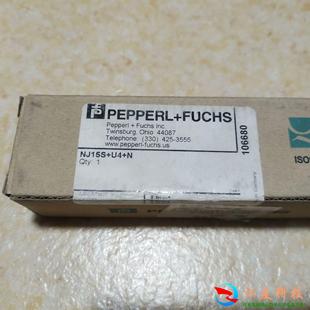 PEPPERL+FUCHS
Pepperl + Fuchs Inc
Twinsburg, Ohio 44087
Telephone: (330) 425-3555
www.pepperl-fuchs.us
NJ15S+U4+N
Qty: 1
106680
ISO